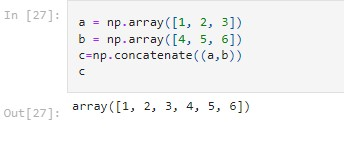 In [27]:
a = np.array([1, 2, 3])
b = np.array([4, 5, 6])
c=np.concatenate((a,b))
c
Out[27]:
array([1, 2, 3, 4, 5, 6])